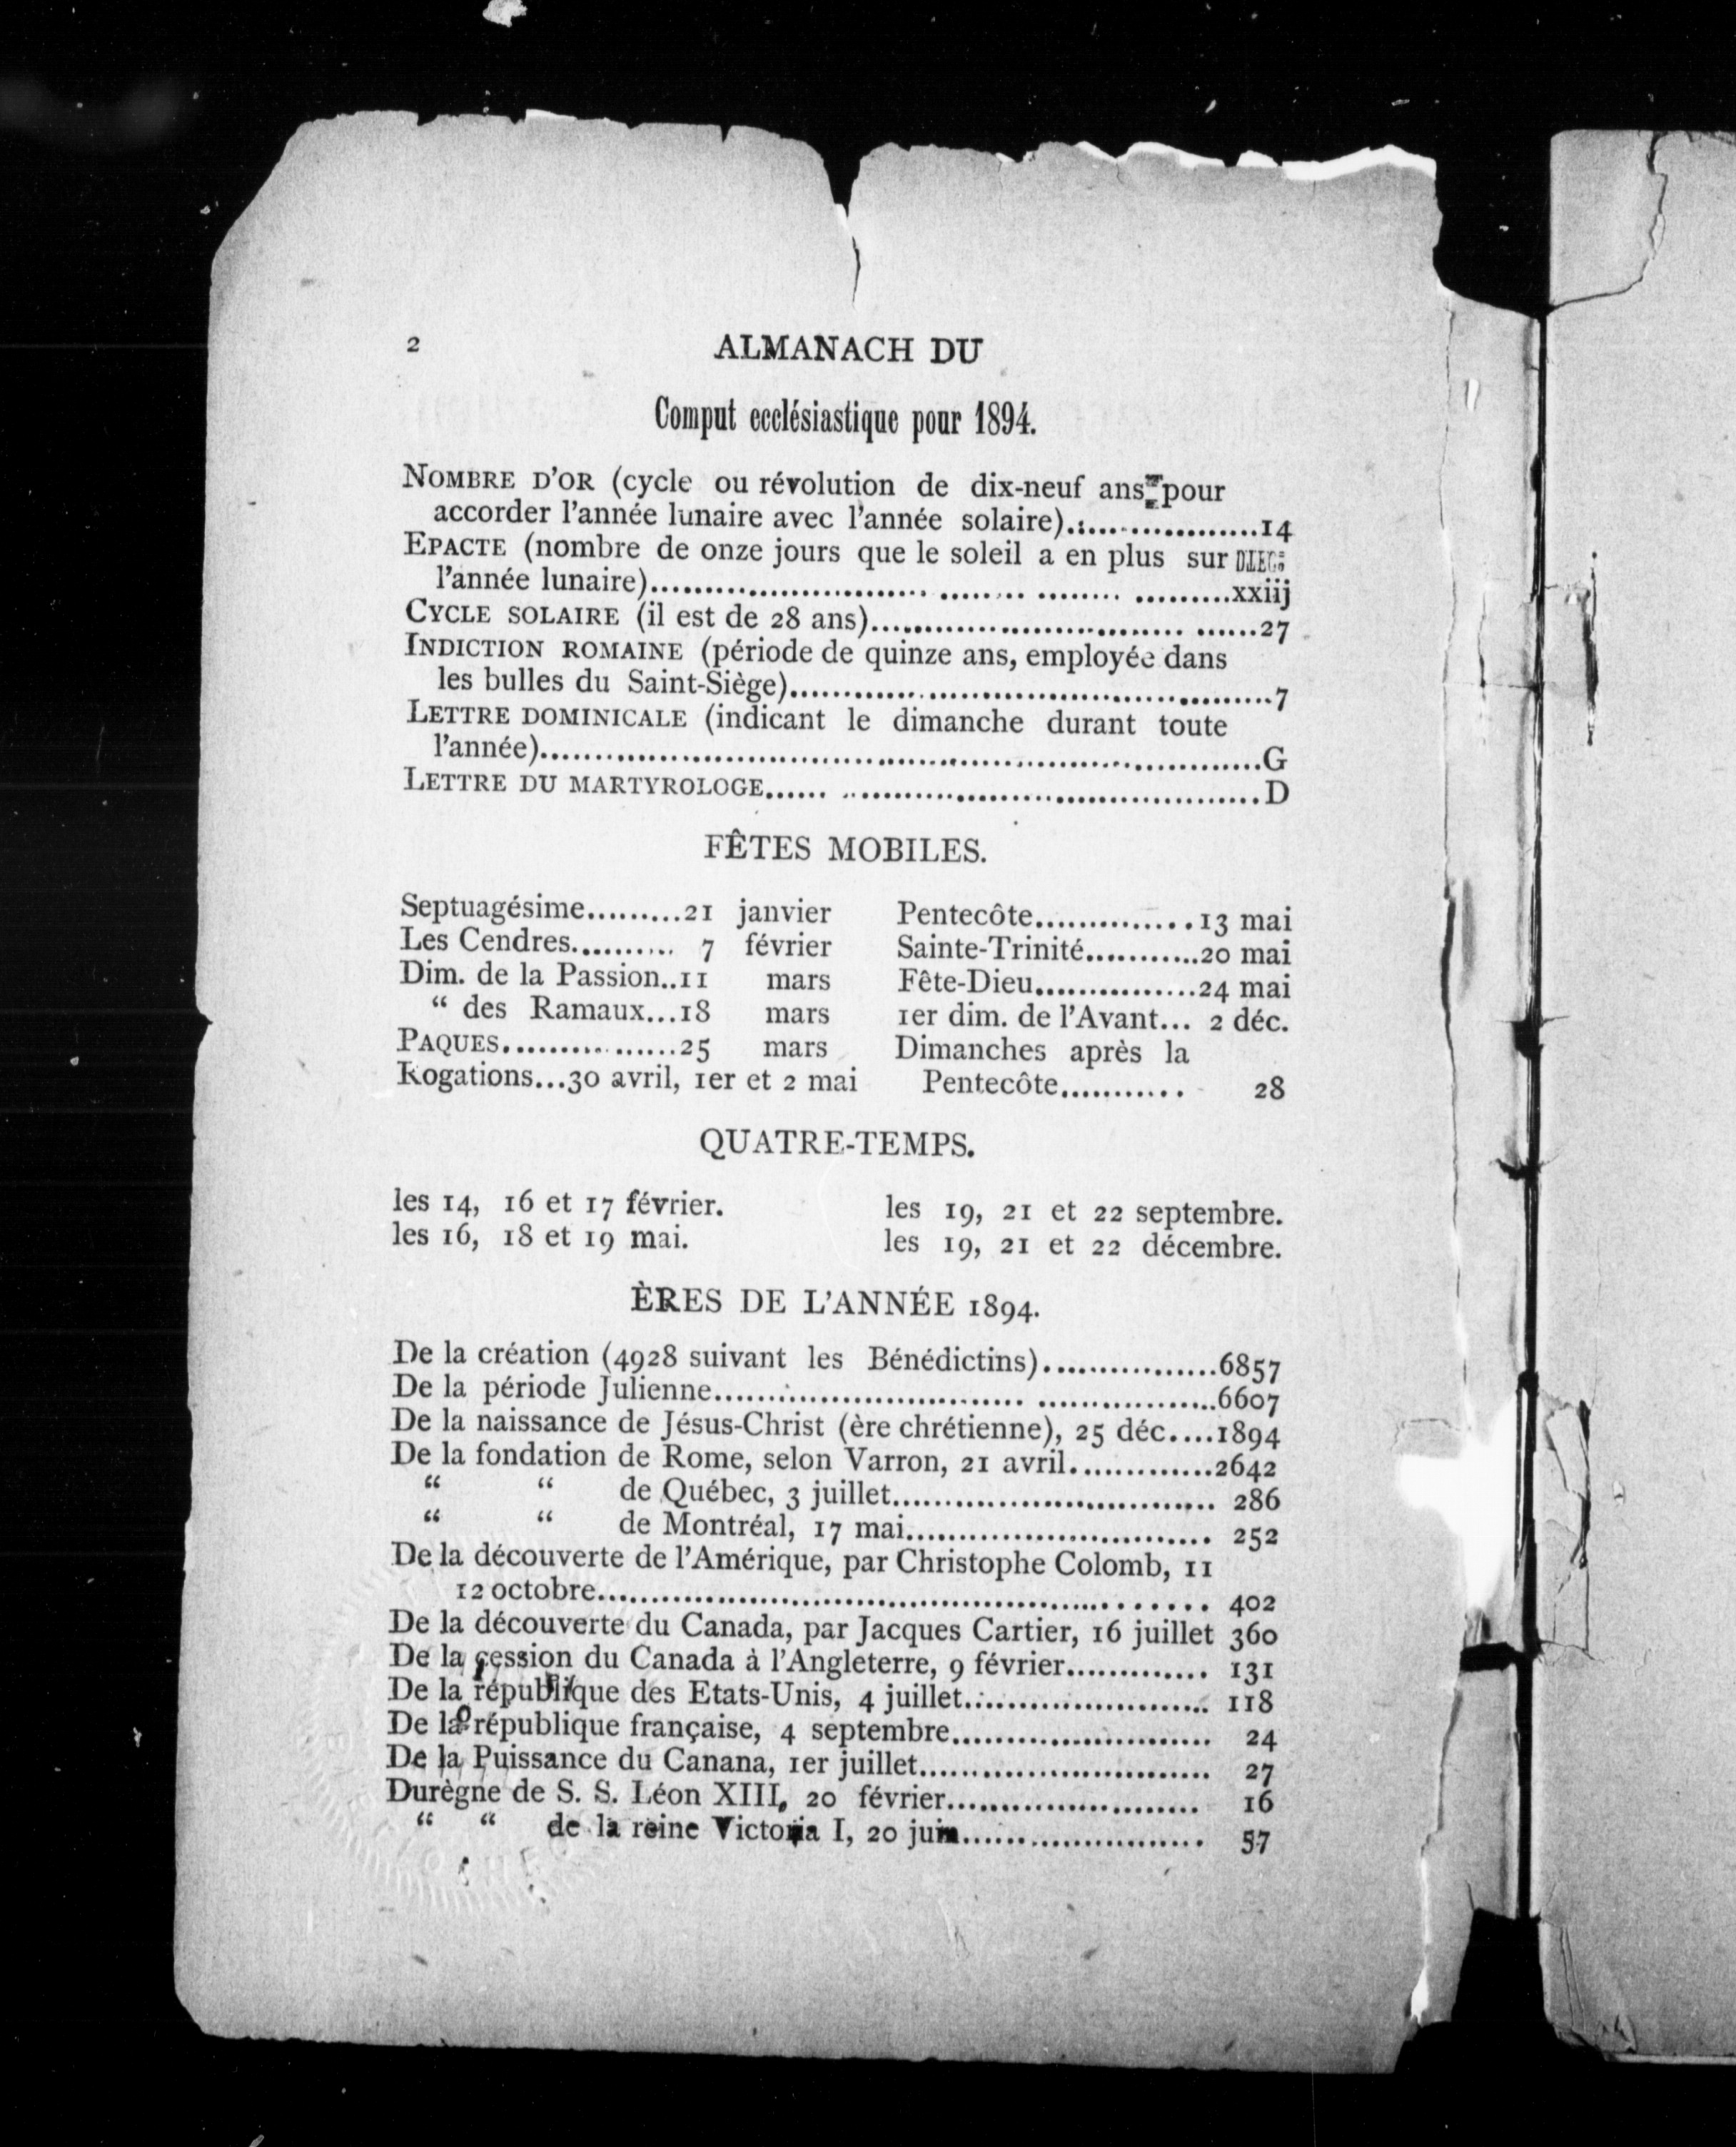 2 ALMANACH DU
Comput ecclésiastique pour 1894.
NOMBRE D'OR (cycle ou révolution de dix-neuf ans pour
accorder l'année lunaire avec l'année solaire)....................14
EPACTE (nombre de onze jours que le soleil a en plus sur
l'année lunaire).......................... ........ ........ .........xxiij
CYCLE SOLAIRE (il est de 28 ans).............................. ......27
INDICTION ROMAINE (période de quinze ans, employée dans
les bulles du Saint-Siège)..............................................7
LETTRE DOMINICALE (indicant le dimanche durant toute
l'année).....................................................................G
LETTRE DU MARTYROLOGE...... ........................................D
FÊTES MOBILES.
Septuagésime.........21 janvier
Les Cendres.......... 7 février
Dim. de la Passion..11 mars
“ des Ramaux...18 mars
PAQUES................25 mars
Rogations...30 avril, 1er et 2 mai
Pentecôte...............13 mai
Sainte-Trinité...........20 mai
Fête-Dieu...............24 mai
1er dim. de l'Avant... 2 déc.
Dimanches après la
Pentecôte............ 28
QUATRE-TEMPS.
les 14, 16 et 17 février.
les 16, 18 et 19 mai.
les 19, 21 et 22 septembre.
les 19, 21 et 22 décembre.
ÈRES DE L'ANNÉE 1894.
De la création (4928 suivant les Bénédictins)................6857
De la période Julienne.............................. .................6607
De la naissance de Jésus-Christ (ère chrétienne), 25 déc....1894
De la fondation de Rome, selon Varron, 21 avril.............2642
“ “ de Québec, 3 juillet............................... 286
“ “ de Montréal, 17 mai............................. 252
De la découverte de l'Amérique, par Christophe Colomb, 11
12 octobre.......................................................... 402
De la découverte du Canada, par Jacques Cartier, 16 juillet 360
De la cession du Canada à l'Angleterre, 9 février............. 131
De la république des Etats-Unis, 4 juillet....................... 118
De la république française, 4 septembre........................ 24
De la Puissance du Canana, 1er juillet............................ 27
Durègne de S. S. Léon XIII, 20 février........................ 16
“ “ de la reine Victoria I, 20 juin....................... 57